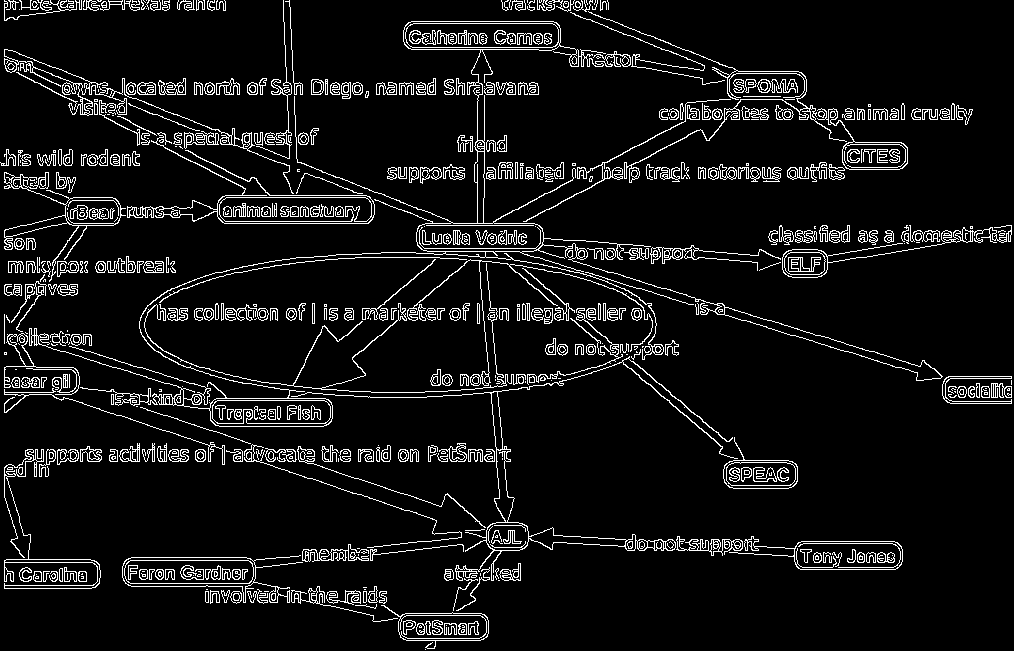 be called Texas ranch
tracks down
Catherine Carnes
director
om
SPOMA
owns, located north of San Diego, named Shraavana
visited
collaborates to stop animal cruelty
is a special guest of
friend
CITES
this wild rodent
supports | affiliated in, help track notorious outfits
cted by
rBear
runs a
animal sanctuary
Luella Vedric
classified as a domestic ter
son
do not support
mnkypox outbreak
ELF
captives
has collection of | is a marketer of | an illegal seller of
is a
collection
do not support
do not support
easar gil
socialite
is a kind of
Tropical Fish
supports activities of | advocate the raid on PetSmart
ed in
SPEAC
AJL
do not support
member
Tony Jones
h Carolina
Faron Gardner
attacked
involved in the raids
PetSmart